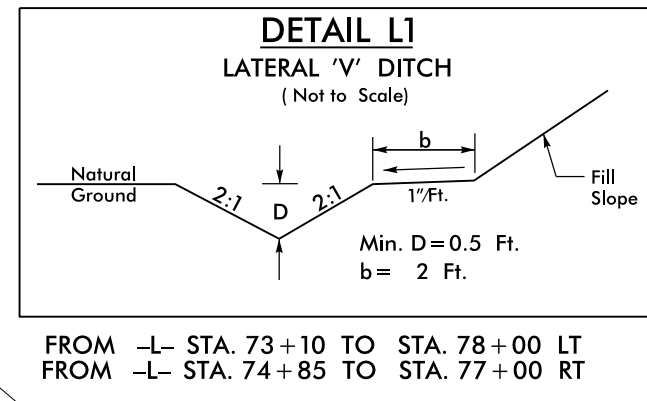 DETAIL L1
LATERAL 'V' DITCH
( Not to Scale)
b
Natural
Ground
2:1
D
2:1
1"/Ft.
Fill
Slope
Min. D = 0.5 Ft.
b = 2 Ft.
FROM -L- STA. 73+10 TO STA. 78+00 LT
FROM -L- STA. 74+85 TO STA. 77+00 RT